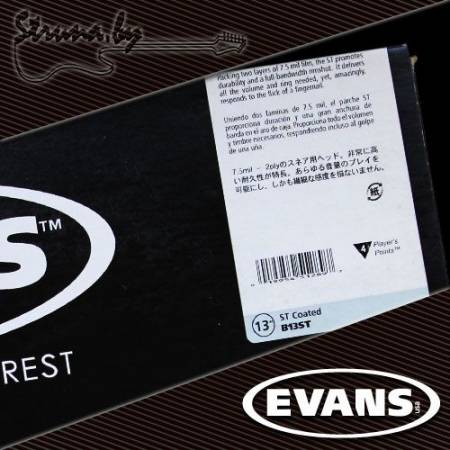 Struna.by
Packing two layers of 7.5 mil film, the ST promotes
durability and a full bandwidth rimshot. It delivers
all the volume and ring needed, yet, amazingly,
responds to the flick of a fingernail.
Uniendo dos laminas de 7.5 mil, el parche ST
proporciona duración y una gran anchura de
banda en el aro de caja. Proporciona todo el volumen
y timbre necesarios, respondiendo incluso al golpe
de una uña.
7.5mil - 2plyのスネア用ヘッド。非常に高
い耐久性が特長。あらゆる音量のプレイを
可能にし、しかも繊細な感度を損ないません。
紙
4 Player's
Points™
S™
REST
13" ST Coated
B13ST
EVANS usa